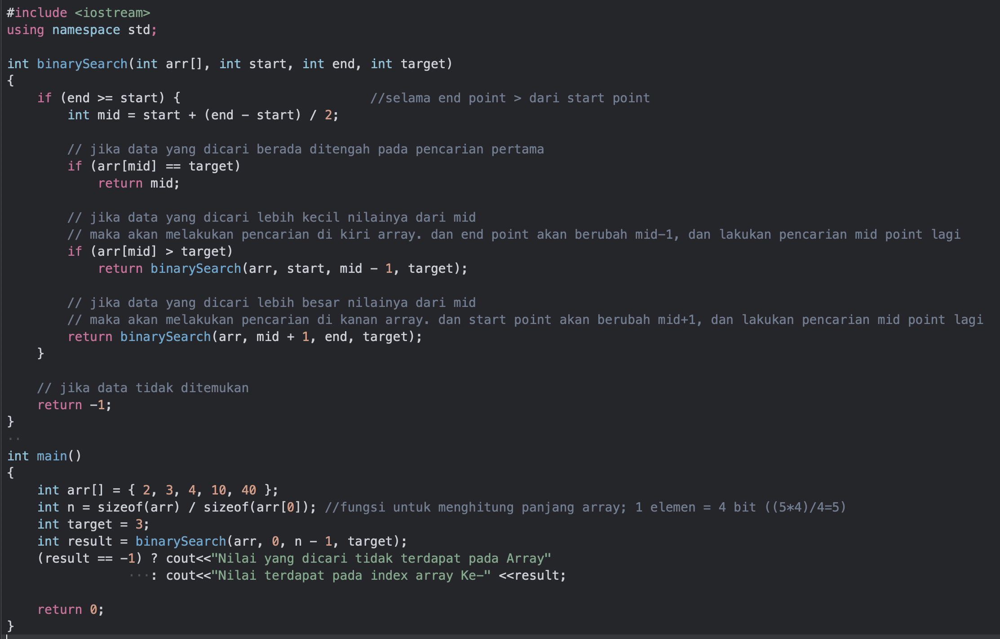 #include <iostream>
using namespace std;
int binarySearch(int arr[], int start, int end, int target)
{
    if (end >= start) {                         //selama end point > dari start point
        int mid = start + (end - start) / 2;
        // jika data yang dicari berada ditengah pada pencarian pertama
        if (arr[mid] == target)
            return mid;
        // jika data yang dicari lebih kecil nilainya dari mid
        // maka akan melakukan pencarian di kiri array. dan end point akan berubah mid-1, dan lakukan pencarian mid point lagi
        if (arr[mid] > target)
            return binarySearch(arr, start, mid - 1, target);
        // jika data yang dicari lebih besar nilainya dari mid
        // maka akan melakukan pencarian di kanan array. dan start point akan berubah mid+1, dan lakukan pencarian mid point lagi
        return binarySearch(arr, mid + 1, end, target);
    }
    // jika data tidak ditemukan
    return -1;
}
int main()
{
    int arr[] = { 2, 3, 4, 10, 40 };
    int n = sizeof(arr) / sizeof(arr[0]); //fungsi untuk menghitung panjang array; 1 elemen = 4 bit ((5*4)/4=5)
    int target = 3;
    int result = binarySearch(arr, 0, n - 1, target);
    (result == -1) ? cout<<"Nilai yang dicari tidak terdapat pada Array"
                   : cout<<"Nilai terdapat pada index array Ke-" <<result;
    return 0;
}